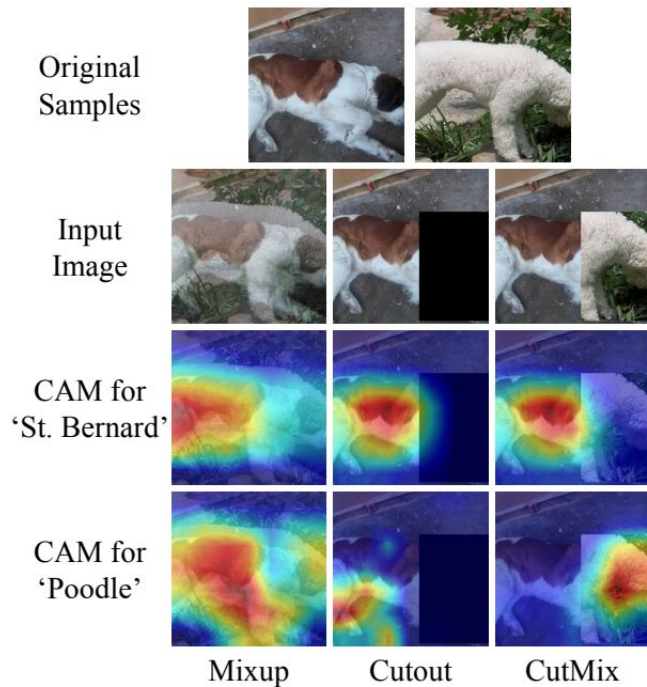 Original
Samples
Input
Image
CAM for
‘St. Bernard’
CAM for
‘Poodle’
Mixup Cutout CutMix